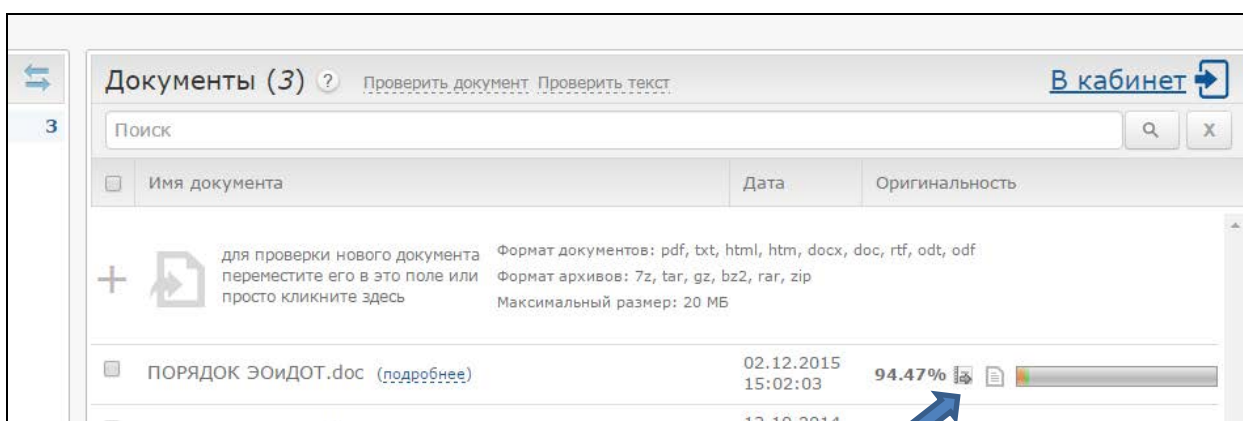 Документы (3) ? Проверить документ Проверить текст В кабинет
3
Поиск X
Имя документа Дата Оригинальность
для проверки нового документа
переместите его в это поле или
просто кликните здесь
Формат документов: pdf, txt, html, htm, docx, doc, rtf, odt, odf
Формат архивов: 7z, tar, gz, bz2, rar, zip
Максимальный размер: 20 МБ
ПОРЯДОК ЭОиДОТ.doc (подробнее) 02.12.2015
15:02:03
94.47%